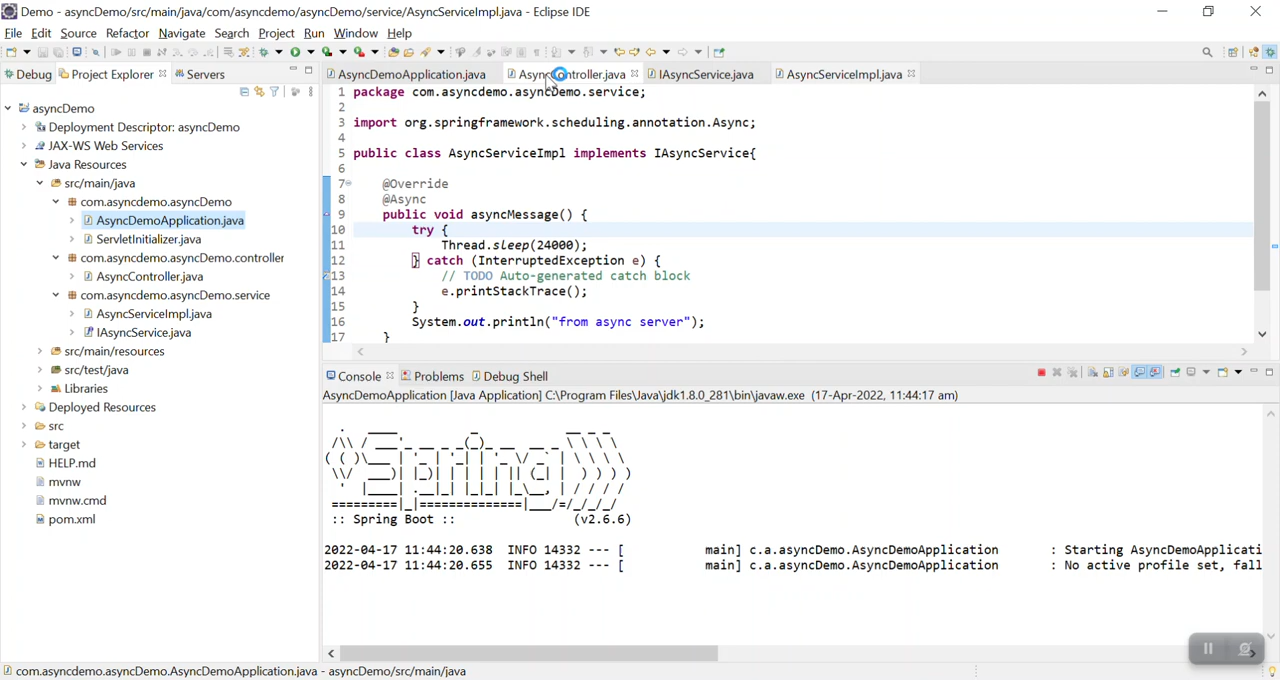 Demo - asyncDemo/src/main/java/com/asyncdemo/asyncDemo/service/AsyncServiceImpl.java - Eclipse IDE
File Edit Source Refactor Navigate Search Project Run Window Help
Debug Project Explorer Servers
AsyncDemoApplication.java AsyncController.java IAsyncService.java AsyncServiceImpl.java
asyncDemo
Deployment Descriptor: asyncDemo
JAX-WS Web Services
Java Resources
src/main/java
com.asyncdemo.asyncDemo
AsyncDemoApplication.java
ServletInitializer.java
com.asyncdemo.asyncDemo.controller
AsyncController.java
com.asyncdemo.asyncDemo.service
AsyncServiceImpl.java
IAsyncService.java
src/main/resources
src/test/java
Libraries
Deployed Resources
src
target
HELP.md
mvnw
mvnw.cmd
pom.xml
1 package com.asyncdemo.asyncDemo.service;
2
3 import org.springframework.scheduling.annotation.Async;
4
5 public class AsyncServiceImpl implements IAsyncService{
6
7 @Override
8 @Async
9 public void asyncMessage() {
10 try {
11 Thread.sleep(24000);
12 } catch (InterruptedException e) {
13 // TODO Auto-generated catch block
14 e.printStackTrace();
15 }
16 System.out.println("from async server");
17 }
Console Problems Debug Shell
AsyncDemoApplication [Java Application] C:\Program Files\Java\jdk1.8.0_281\bin\javaw.exe (17-Apr-2022, 11:44:17 am)
Spring
:: Spring Boot :: (v2.6.6)
2022-04-17 11:44:20.638 INFO 14332 --- [ main] c.a.asyncDemo.AsyncDemoApplication : Starting AsyncDemoApplicati
2022-04-17 11:44:20.655 INFO 14332 --- [ main] c.a.asyncDemo.AsyncDemoApplication : No active profile set, fall
com.asyncdemo.asyncDemo.AsyncDemoApplication.java - asyncDemo/src/main/java